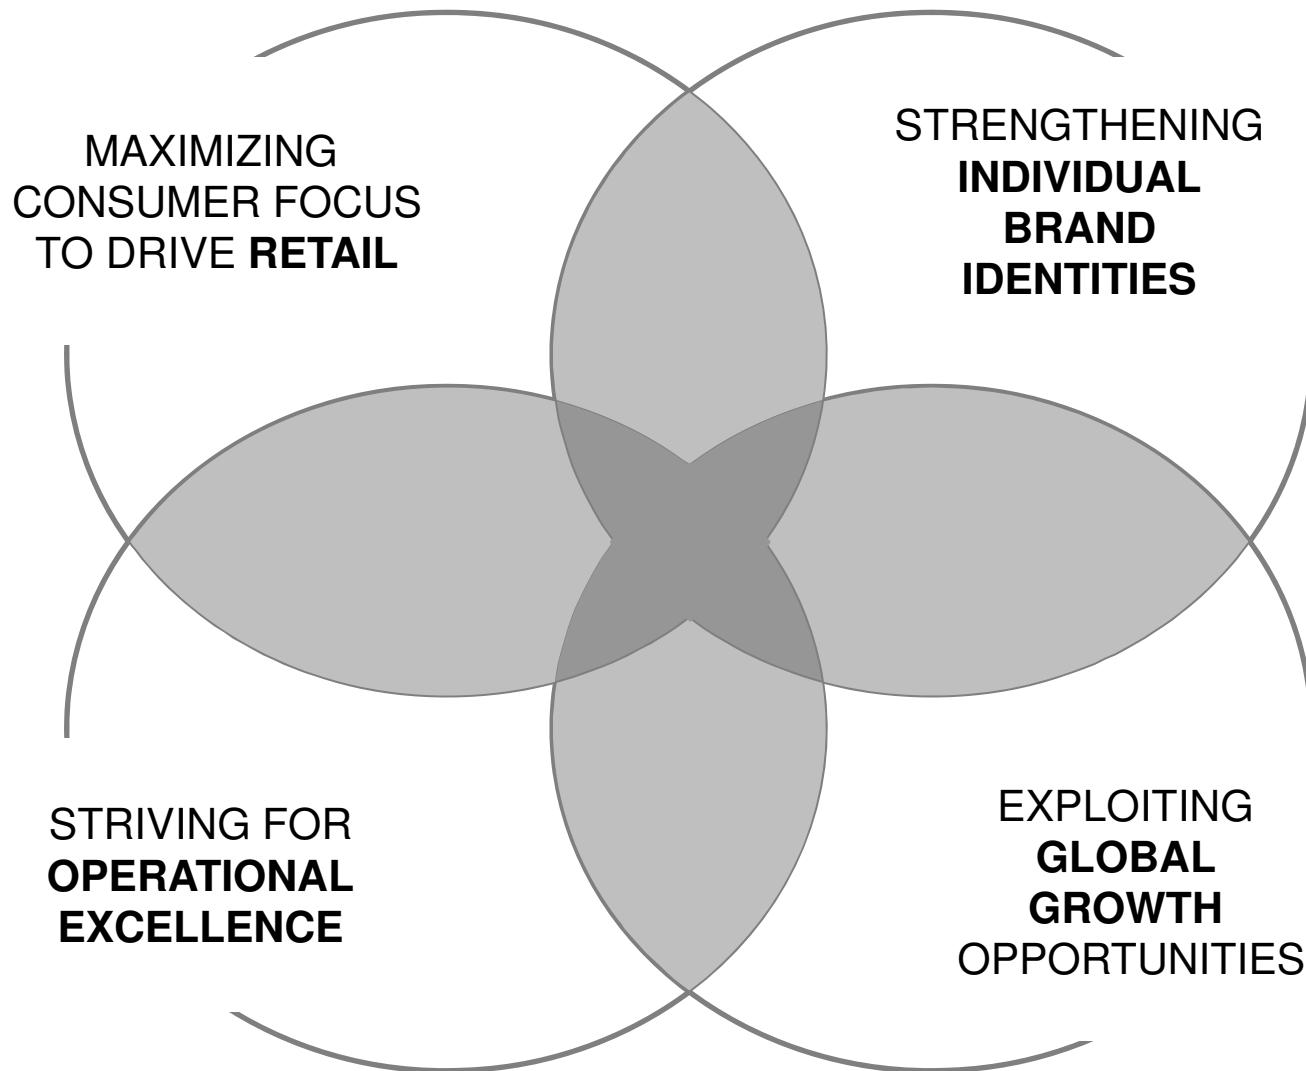 MAXIMIZING
CONSUMER FOCUS
TO DRIVE RETAIL
STRENGTHENING
INDIVIDUAL
BRAND
IDENTITIES
STRIVING FOR
OPERATIONAL
EXCELLENCE
EXPLOITING
GLOBAL
GROWTH
OPPORTUNITIES